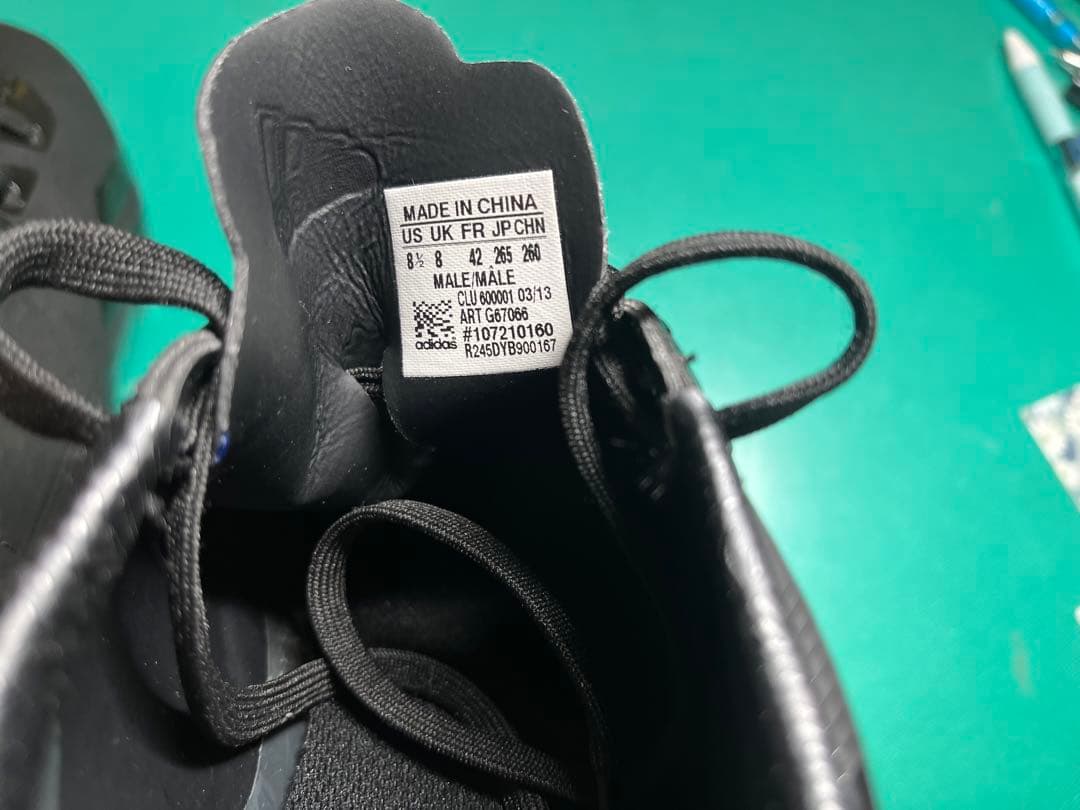 MADE IN CHINA
US UK FR JP CHN
8½ 8 42 265 260
MALE/MÂLE
CLU 600001 03/13
ART G67066
#107210160
adidas R245DYB900167